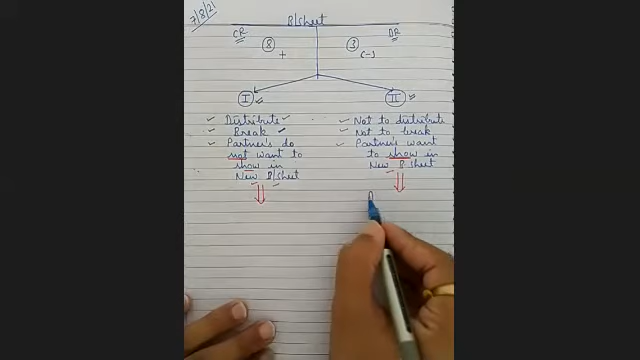 7/8/21
B/Sheet
CR
DR
8
3
+
(-)
I
II
Distribute
Break
Partner's do
not want to
show in
New B/Sheet
Not to distribute
Not to break
Partner's want
to show in
New B Sheet